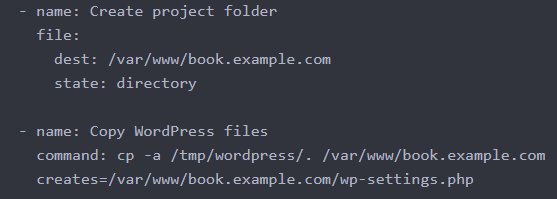 - name: Create project folder
  file:
    dest: /var/www/book.example.com
    state: directory

- name: Copy WordPress files
  command: cp -a /tmp/wordpress/. /var/www/book.example.com
  creates=/var/www/book.example.com/wp-settings.php